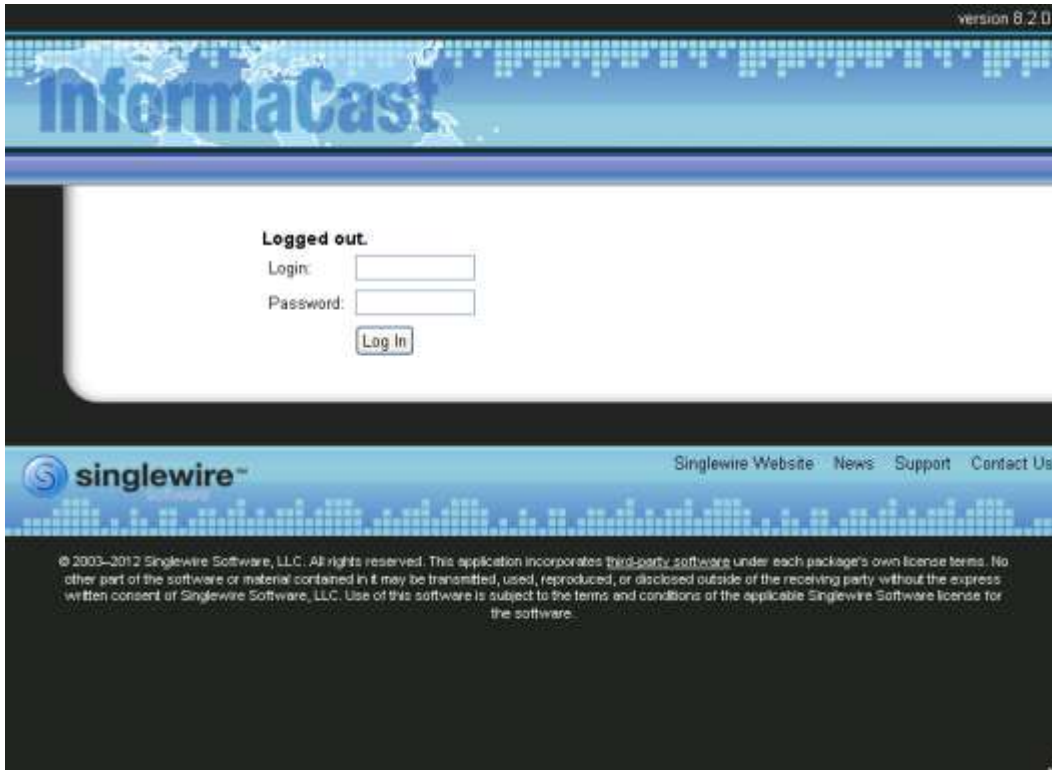 version 8.2.0
InformaCast®
Logged out.
Login:
Password:
Log In
singlewire™
software
Singlewire Website News Support Contact Us
© 2003–2012 Singlewire Software, LLC. All rights reserved. This application incorporates third-party software under each package's own license terms. No
other part of the software or material contained in it may be transmitted, used, reproduced, or disclosed outside of the receiving party without the express
written consent of Singlewire Software, LLC. Use of this software is subject to the terms and conditions of the applicable Singlewire Software license for
the software.